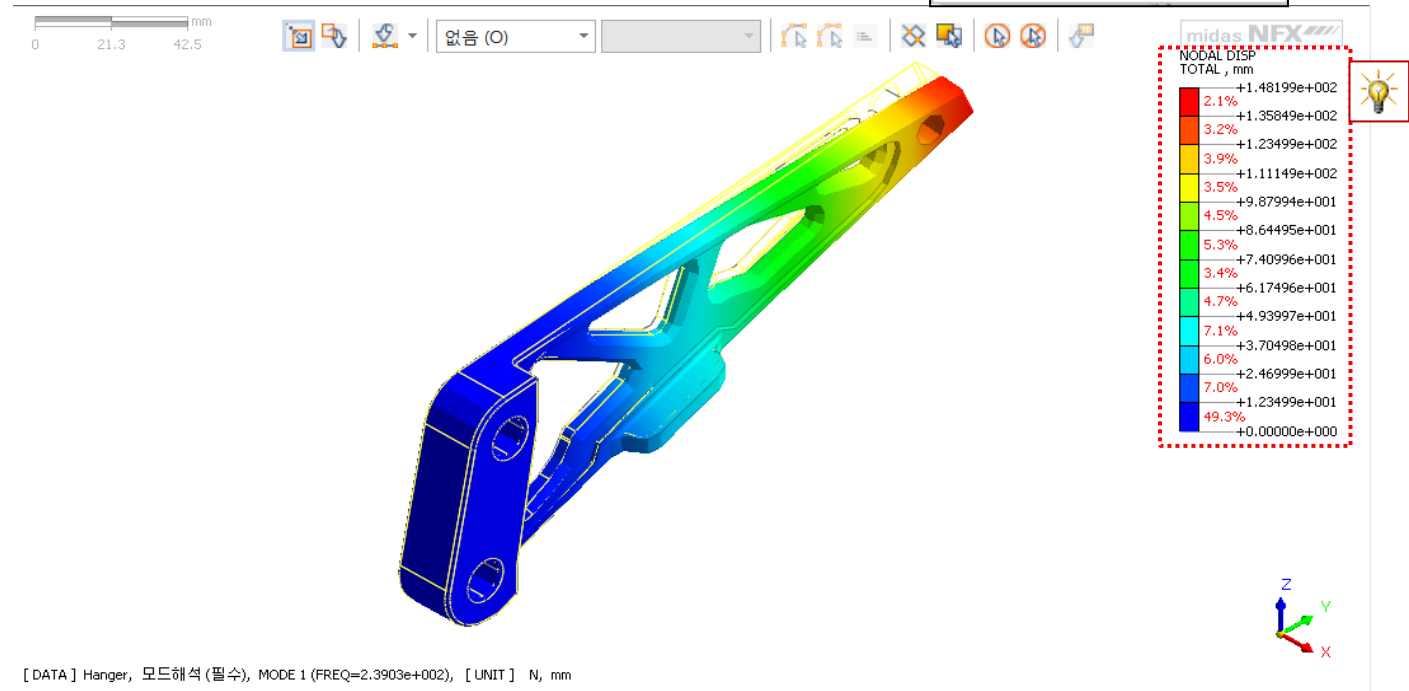 mm
0 21.3 42.5
없음 (O)
midas NFX
NODAL DISP
TOTAL , mm
+1.48199e+002
2.1%
+1.35849e+002
3.2%
+1.23499e+002
3.9%
+1.11149e+002
3.5%
+9.87994e+001
4.5%
+8.64495e+001
5.3%
+7.40996e+001
3.4%
+6.17496e+001
4.7%
+4.93997e+001
7.1%
+3.70498e+001
6.0%
+2.46999e+001
7.0%
+1.23499e+001
49.3%
+0.00000e+000
Z
Y
X
[ DATA ] Hanger, 모드해석 (필수), MODE 1 (FREQ=2.3903e+002), [ UNIT ] N, mm